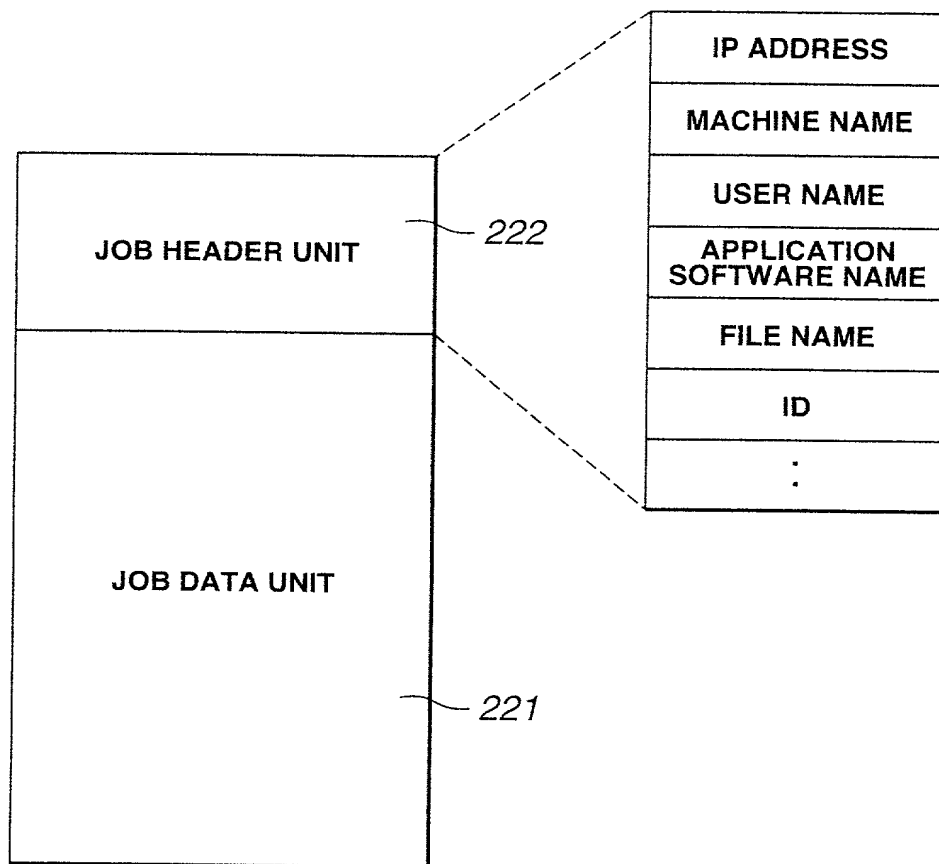 IP ADDRESS
MACHINE NAME
USER NAME
APPLICATION
SOFTWARE NAME
FILE NAME
ID
:
JOB HEADER UNIT
222
JOB DATA UNIT
221